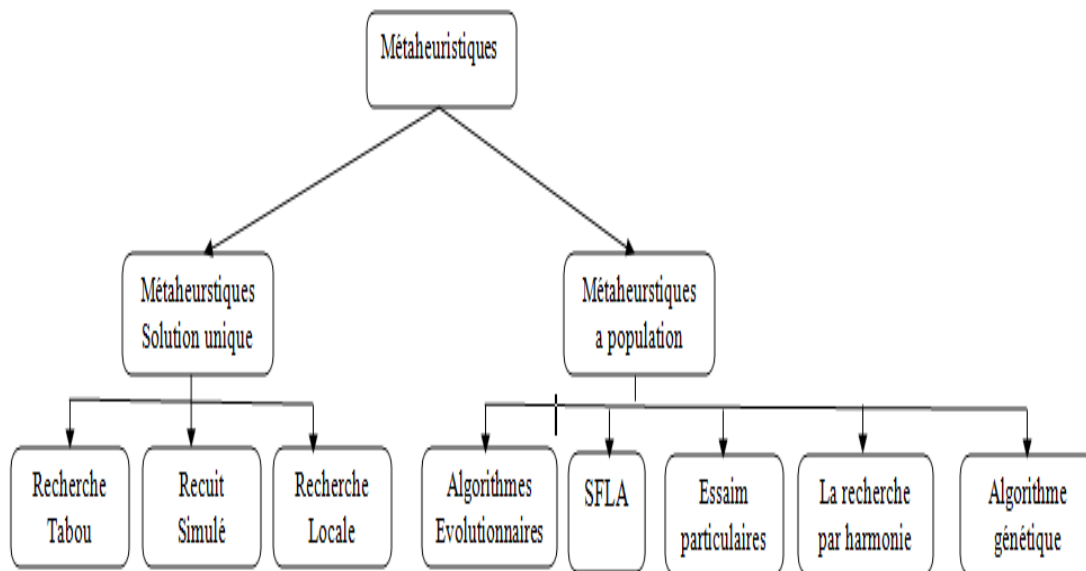 Métaheuristiques
Métaheurstiques
Solution unique
Métaheurstiques
a population
Recherche
Tabou
Recuit
Simulé
Recherche
Locale
Algorithmes
Evolutionnaires
SFLA
Essaim
particulaires
La recherche
par harmonie
Algorithme
génétique